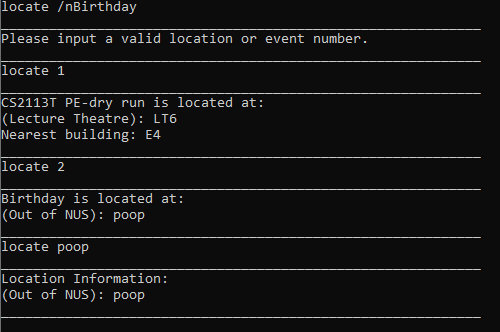 locate /nBirthday
Please input a valid location or event number.
locate 1
CS2113T PE-dry run is located at:
(Lecture Theatre): LT6
Nearest building: E4
locate 2
Birthday is located at:
(Out of NUS): poop
locate poop
Location Information:
(Out of NUS): poop